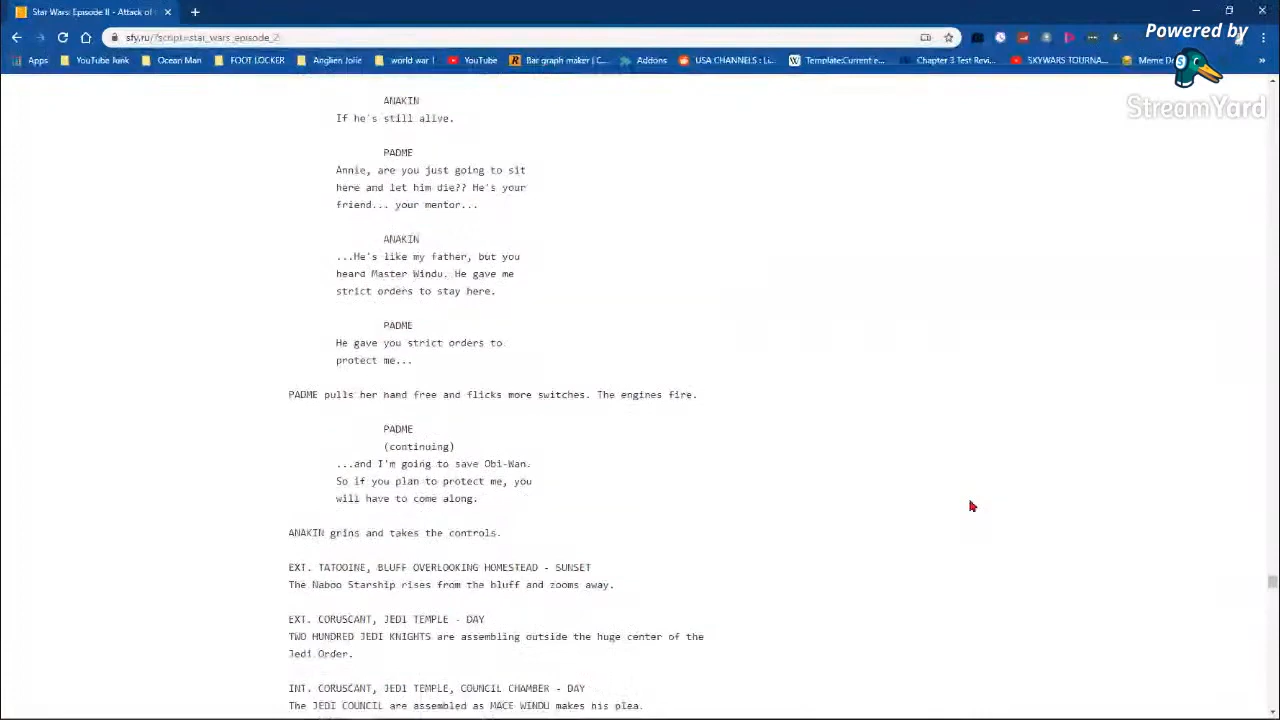 Star Wars: Episode II - Attack of
Powered by
sfy.ru/?script=star_wars_episode_2
Apps
YouTube Junk
Ocean Man
FOOT LOCKER
Anglien Jolie
world war I
YouTube
Bar graph maker | C...
Addons
USA CHANNELS : Li...
Template:Current e...
Chapter 3 Test Revi...
SKYWARS TOURNA...
Meme De
StreamYard
ANAKIN
If he's still alive.
PADME
Annie, are you just going to sit
here and let him die?? He's your
friend... your mentor...
ANAKIN
...He's like my father, but you
heard Master Windu. He gave me
strict orders to stay here.
PADME
He gave you strict orders to
protect me...
PADME pulls her hand free and flicks more switches. The engines fire.
PADME
(continuing)
...and I'm going to save Obi-Wan.
So if you plan to protect me, you
will have to come along.
ANAKIN grins and takes the controls.
EXT. TATOOINE, BLUFF OVERLOOKING HOMESTEAD - SUNSET
The Naboo Starship rises from the bluff and zooms away.
EXT. CORUSCANT, JEDI TEMPLE - DAY
TWO HUNDRED JEDI KNIGHTS are assembling outside the huge center of the
Jedi Order.
INT. CORUSCANT, JEDI TEMPLE, COUNCIL CHAMBER - DAY
The JEDI COUNCIL are assembled as MACE WINDU makes his plea.